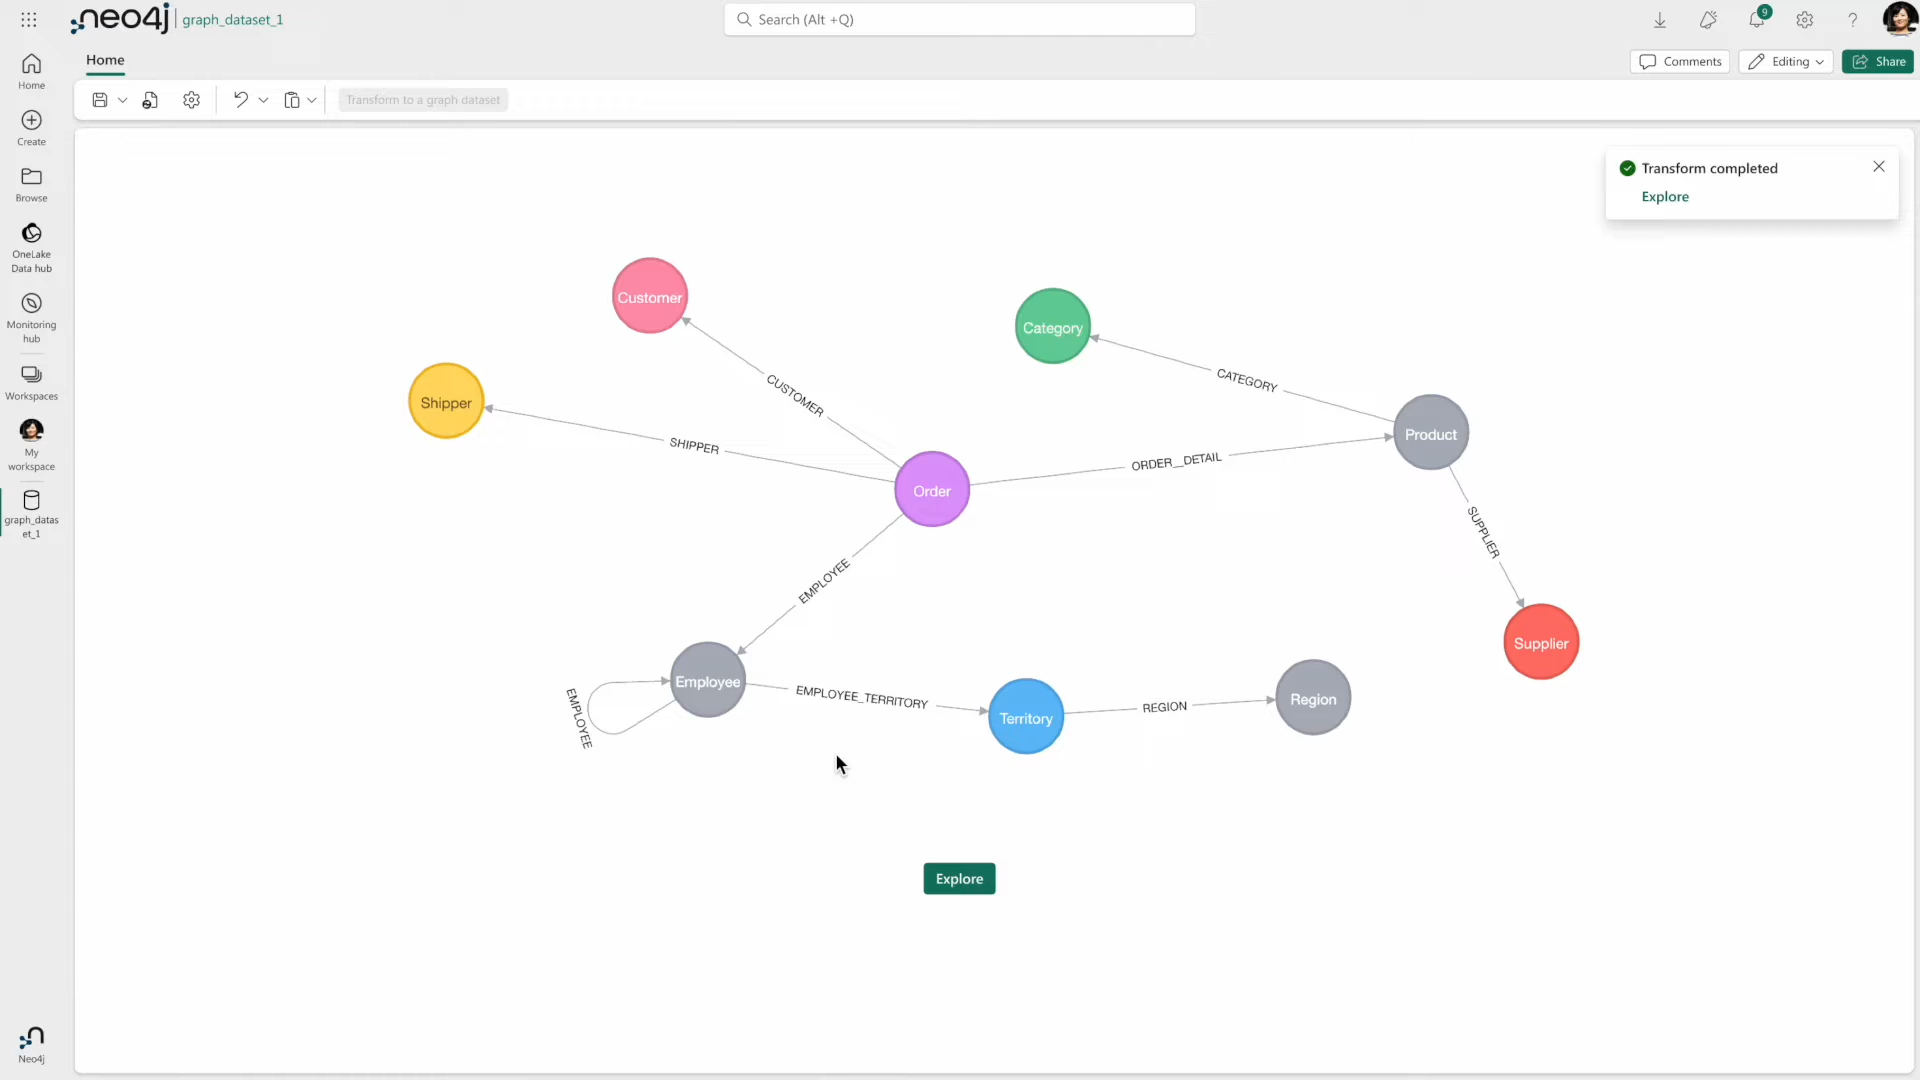 neo4j graph_dataset_1
Search (Alt +Q)
9
?
Home
Comments
Editing
Share
Transform to a graph dataset
Home
Create
Browse
OneLake
Data hub
Monitoring
hub
Workspaces
My
workspace
graph_datas
et_1
Neo4j
Transform completed
Explore
Customer
Category
Shipper
CUSTOMER
CATEGORY
SHIPPER
Product
ORDER__DETAIL
Order
SUPPLIER
EMPLOYEE
Supplier
Employee
EMPLOYEE
EMPLOYEE_TERRITORY
Territory
REGION
Region
Explore